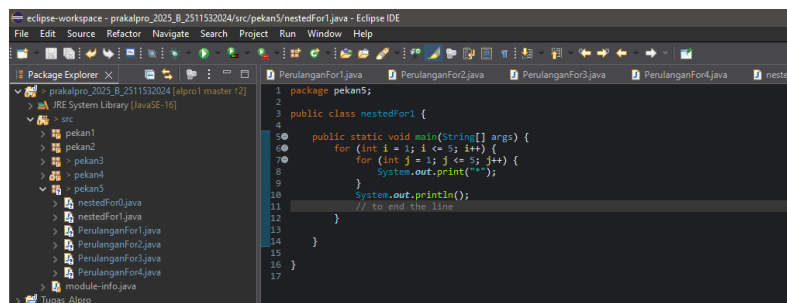 eclipse-workspace - prakalpro_2025_B_2511532024/src/pekan5/nestedFor1.java - Eclipse IDE
File Edit Source Refactor Navigate Search Project Run Window Help
Package Explorer
PerulanganFor1.java PerulanganFor2.java PerulanganFor3.java PerulanganFor4.java neste
> prakalpro_2025_B_2511532024 [alpro1 master ↑2]
JRE System Library [JavaSE-16]
> src
pekan1
pekan2
> pekan3
> pekan4
> pekan5
nestedFor0.java
nestedFor1.java
PerulanganFor1.java
PerulanganFor2.java
PerulanganFor3.java
PerulanganFor4.java
module-info.java
Tugas_Alpro
1 package pekan5;
2
3 public class nestedFor1 {
4
5 public static void main(String[] args) {
6 for (int i = 1; i <= 5; i++) {
7 for (int j = 1; j <= 5; j++) {
8 System.out.print("*");
9 }
10 System.out.println();
11 // to end the line
12 }
13
14 }
15
16 }
17